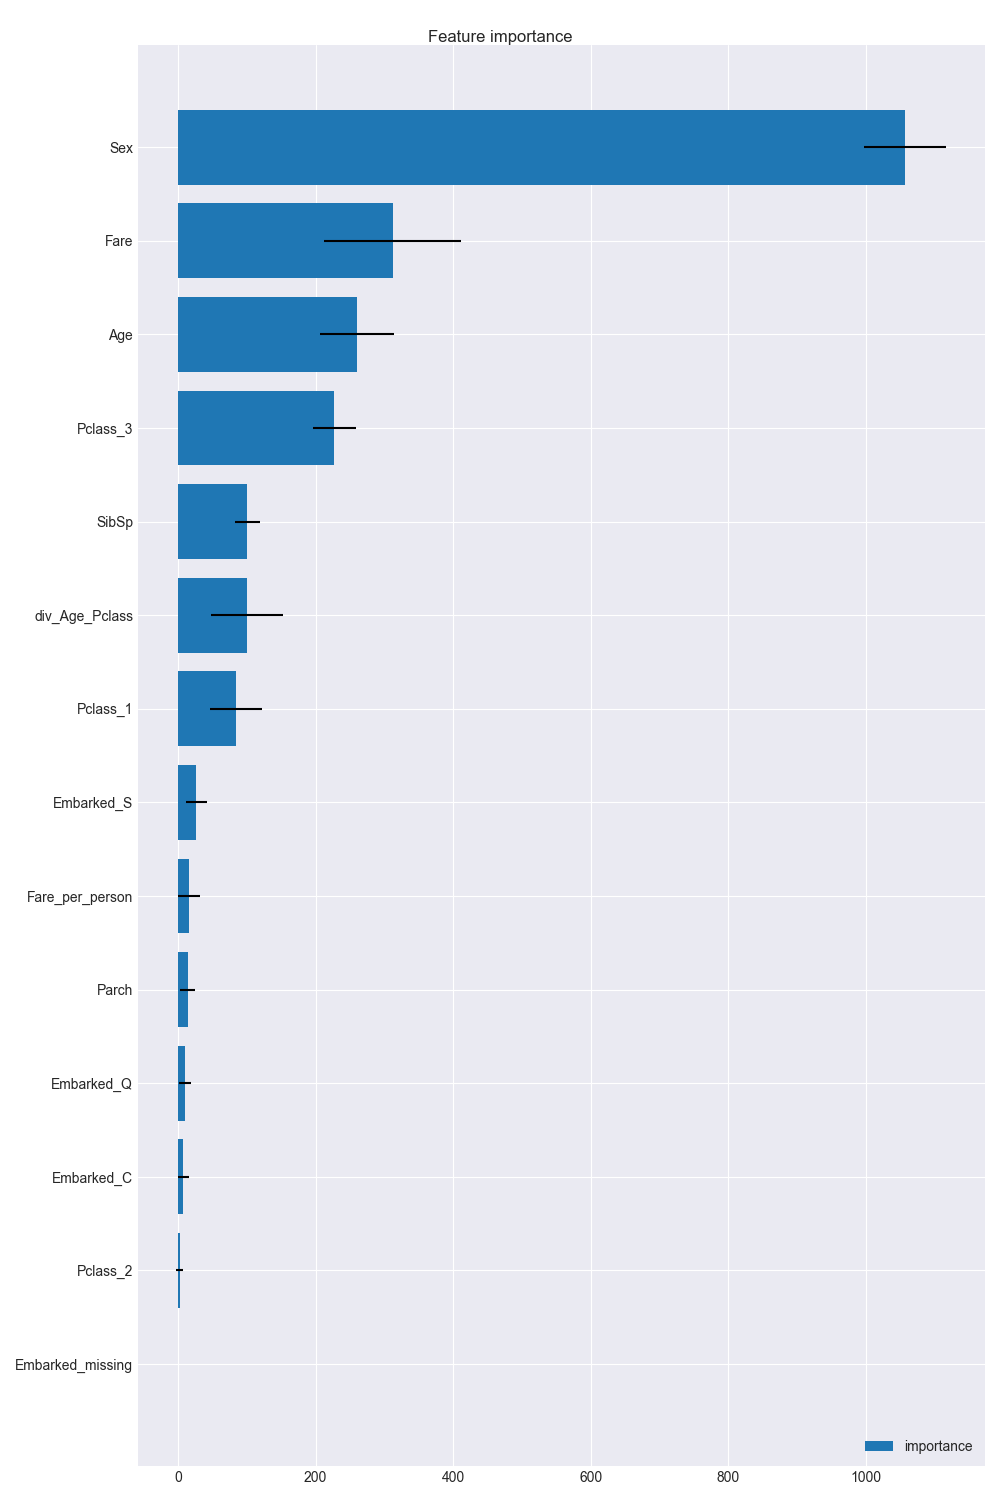 Feature importance
Sex
Fare
Age
Pclass_3
SibSp
div_Age_Pclass
Pclass_1
Embarked_S
Fare_per_person
Parch
Embarked_Q
Embarked_C
Pclass_2
Embarked_missing
importance
0 200 400 600 800 1000